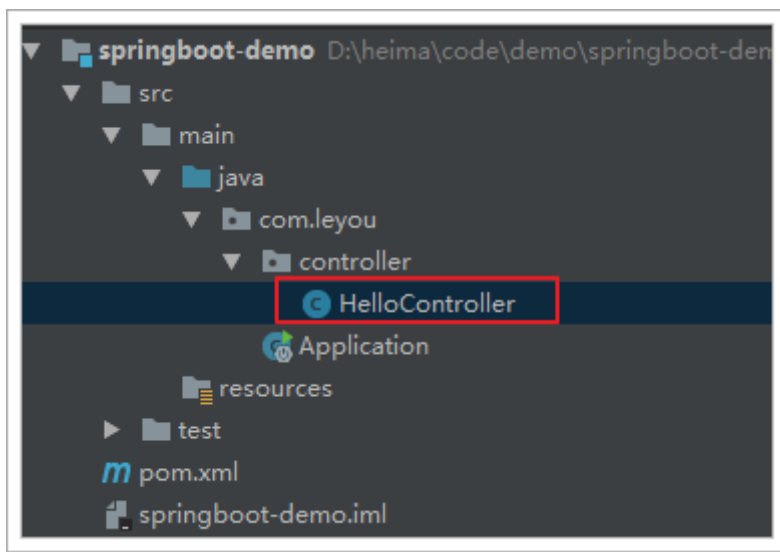 springboot-demo D:\heima\code\demo\springboot-dem
src
main
java
com.leyou
controller
HelloController
Application
resources
test
pom.xml
springboot-demo.iml